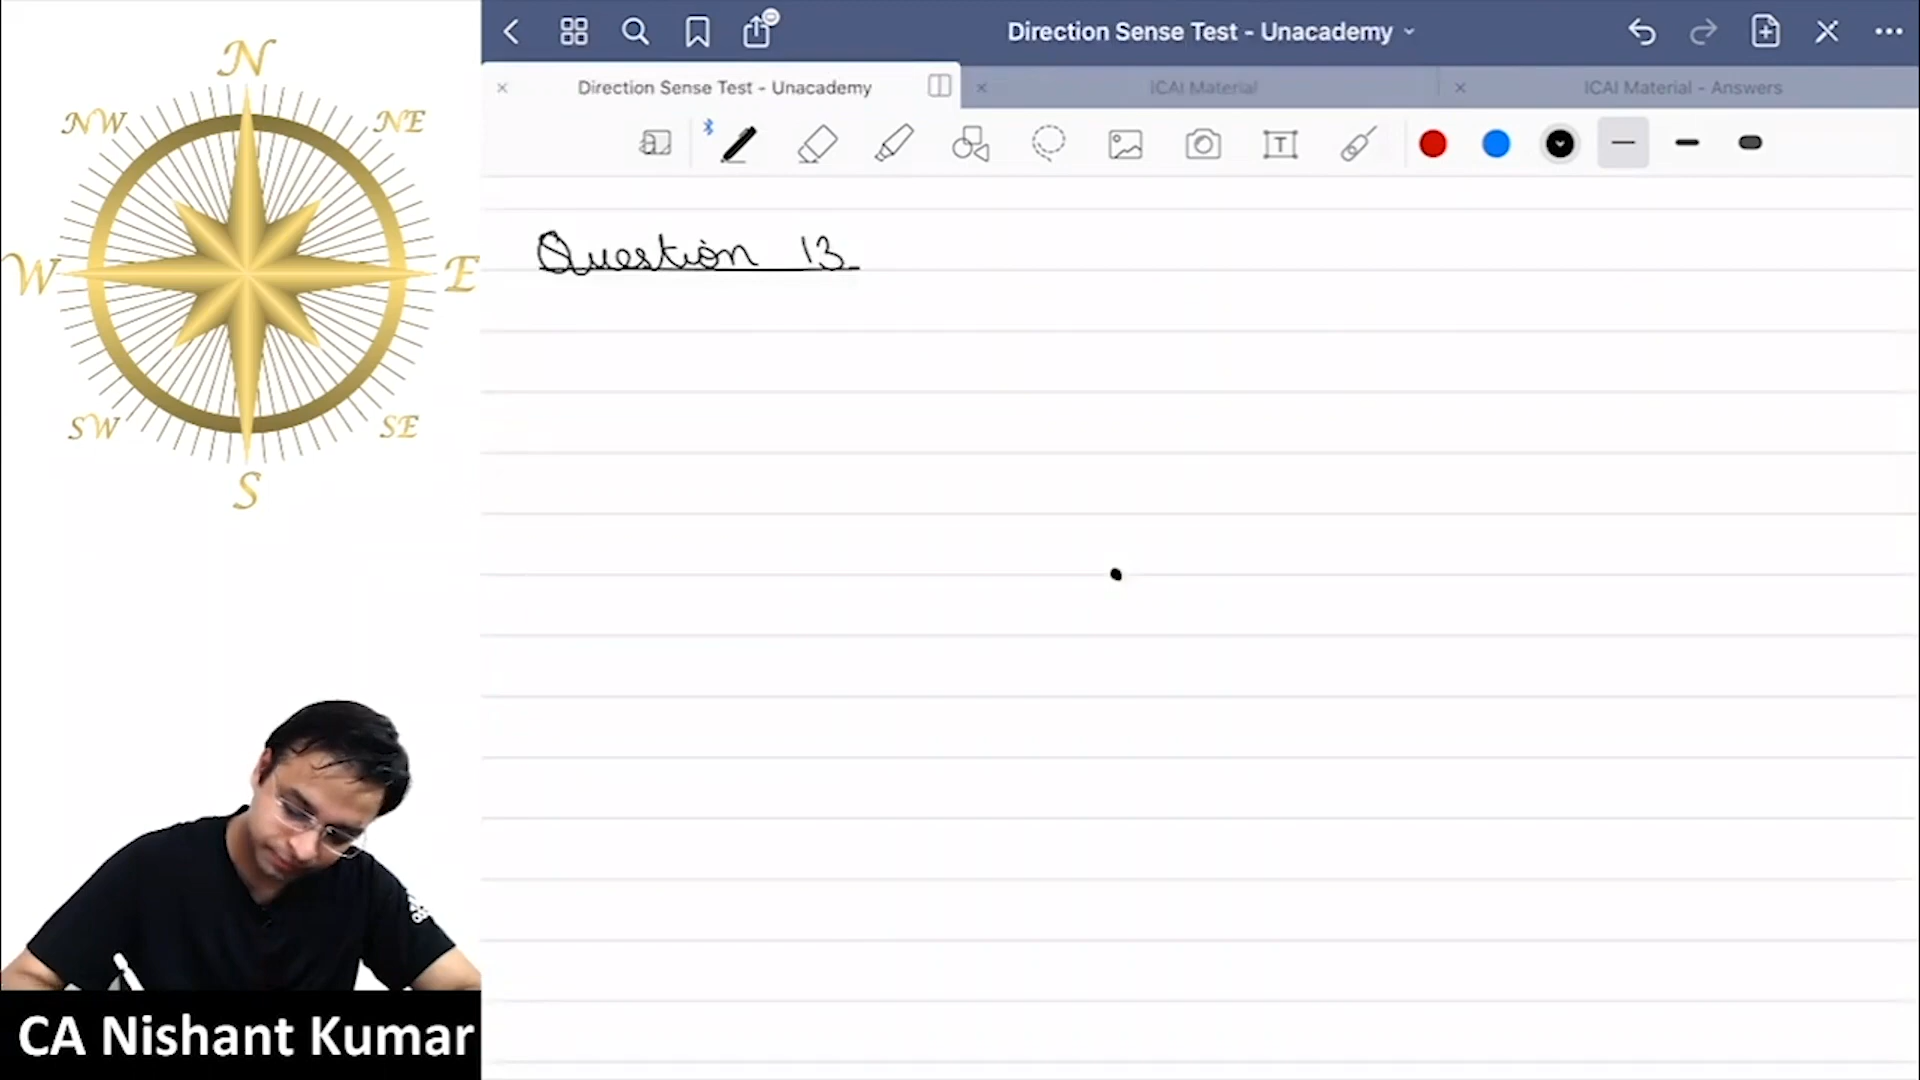 Direction Sense Test - Unacademy
Direction Sense Test - Unacademy
ICAI Material
ICAI Material - Answers
T
Question 13
N
NW
NE
W
E
SW
SE
S
CA Nishant Kumar